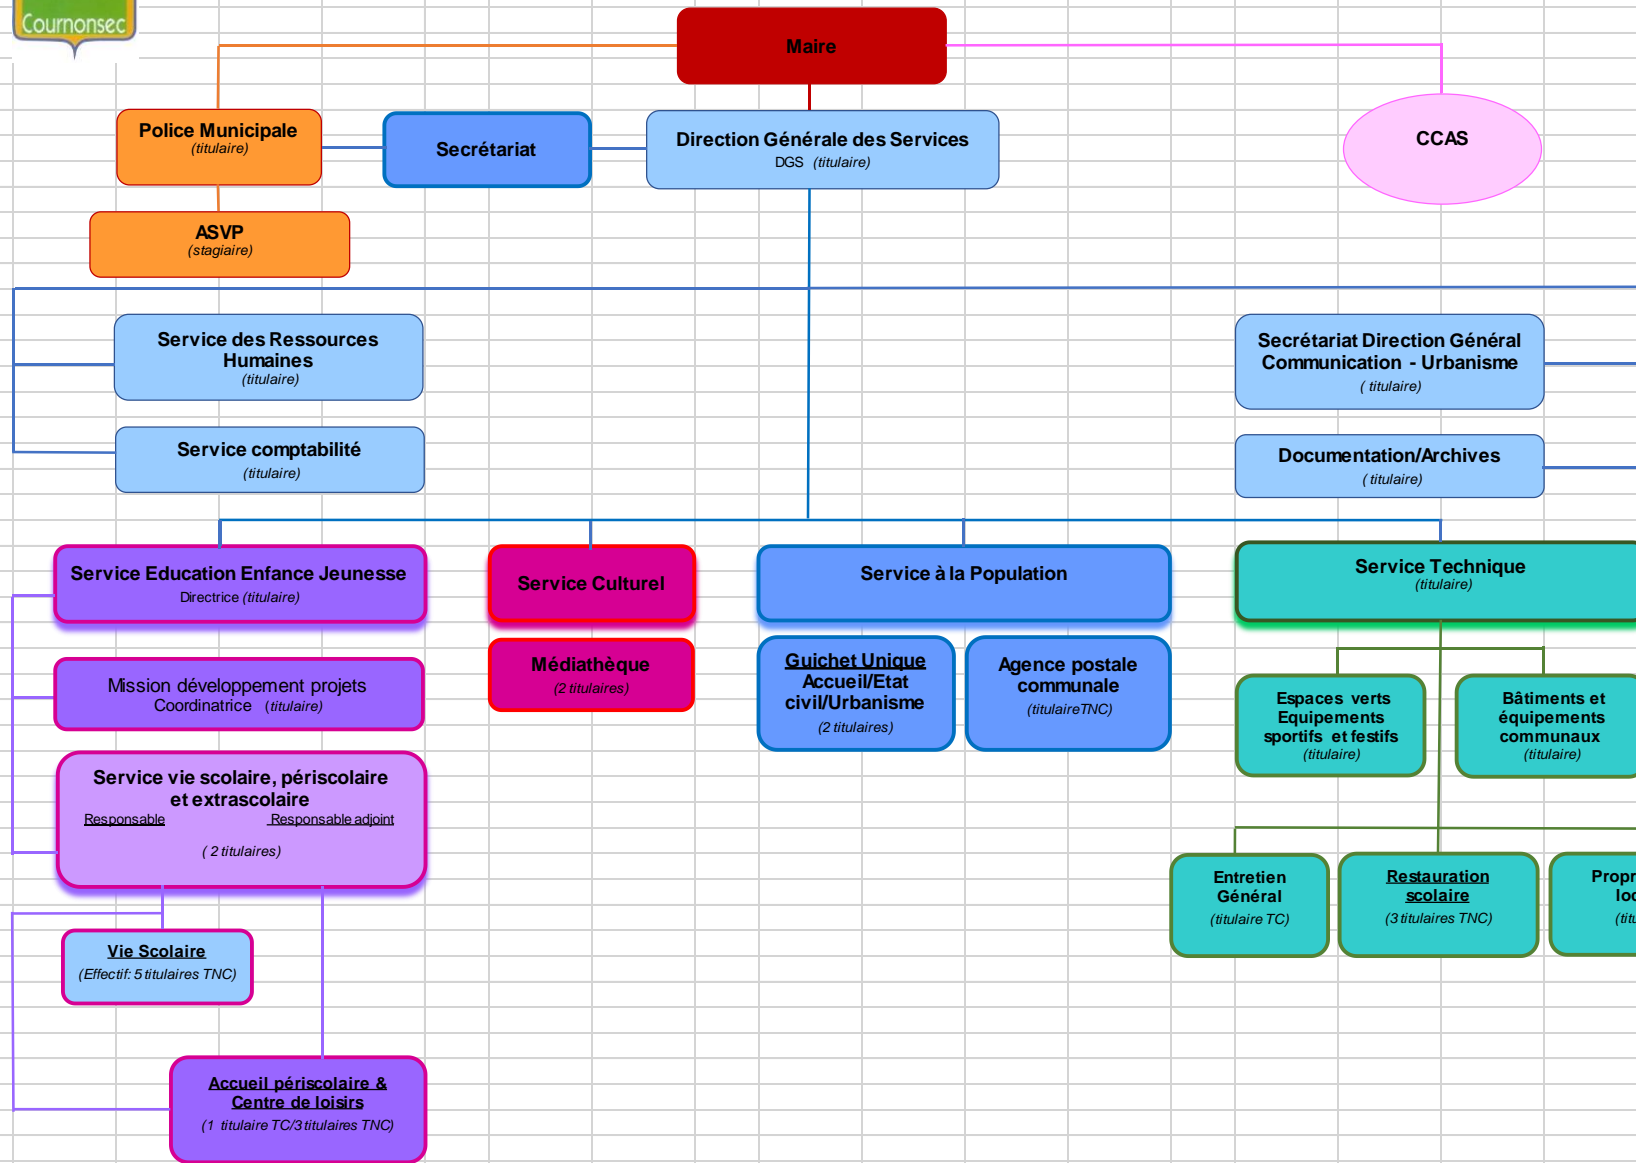 Cournonsec
Maire
Police Municipale
(titulaire)
Secrétariat
Direction Générale des Services
DGS (titulaire)
CCAS
ASVP
(stagiaire)
Service des Ressources
Humaines
(titulaire)
Secrétariat Direction Général
Communication - Urbanisme
( titulaire)
Service comptabilité
(titulaire)
Documentation/Archives
( titulaire)
Service Education Enfance Jeunesse
Directrice (titulaire)
Service Culturel
Service à la Population
Service Technique
(titulaire)
Mission développement projets
Coordinatrice (titulaire)
Médiathèque
(2 titulaires)
Guichet Unique
Accueil/Etat
civil/Urbanisme
(2 titulaires)
Agence postale
communale
(titulaireTNC)
Espaces verts
Equipements
sportifs et festifs
(titulaire)
Bâtiments et
équipements
communaux
(titulaire)
Service vie scolaire, périscolaire
et extrascolaire
Responsable Responsable adjoint
( 2 titulaires)
Entretien
Général
(titulaire TC)
Restauration
scolaire
(3 titulaires TNC)
Vie Scolaire
(Effectif: 5 titulaires TNC)
Accueil périscolaire &
Centre de loisirs
(1 titulaire TC/3 titulaires TNC)